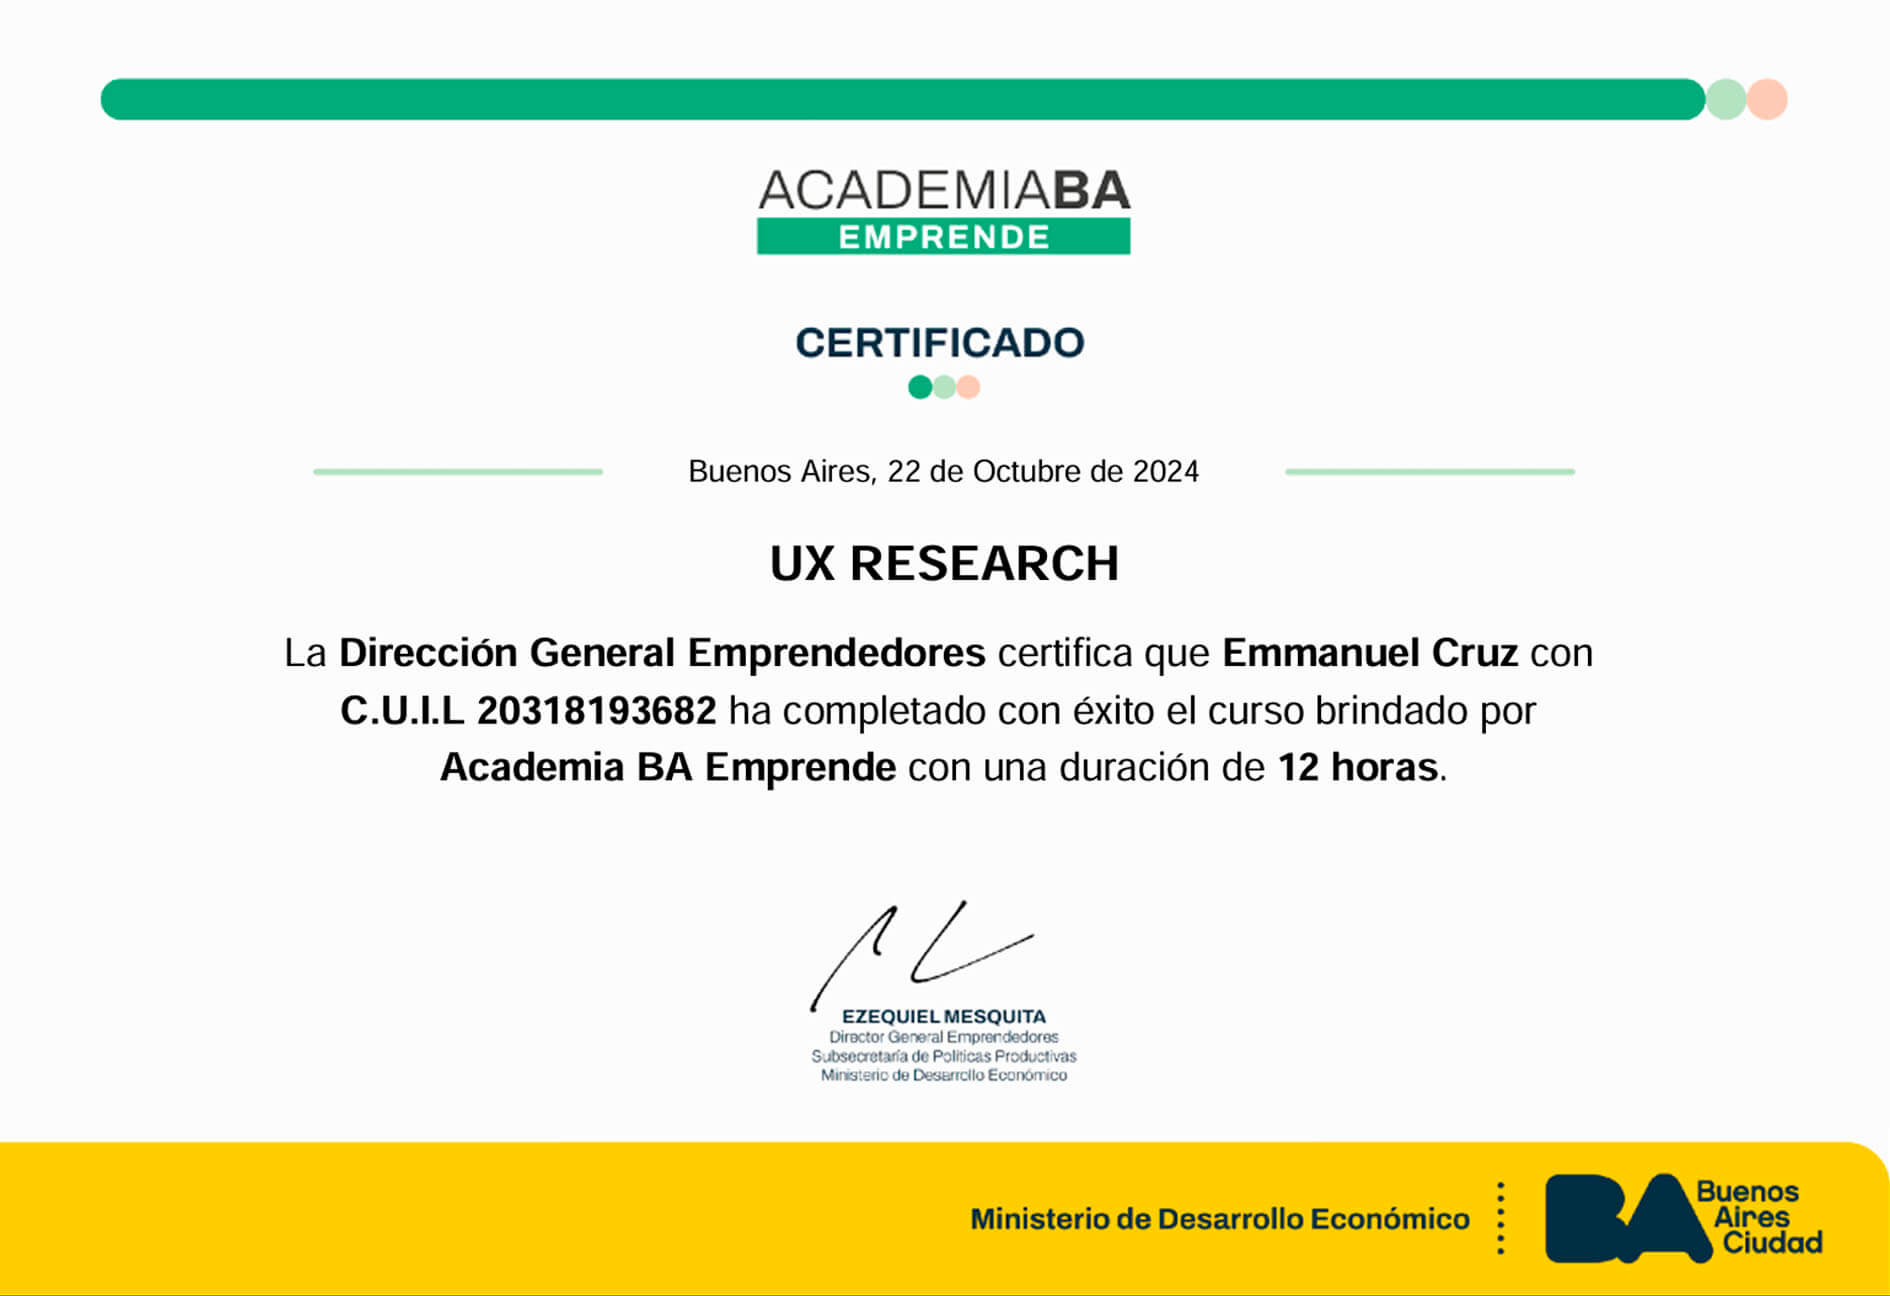 ACADEMIABA
EMPRENDE
CERTIFICADO
Buenos Aires, 22 de Octubre de 2024
UX RESEARCH
La Dirección General Emprendedores certifica que Emmanuel Cruz con
C.U.I.L 20318193682 ha completado con éxito el curso brindado por
Academia BA Emprende con una duración de 12 horas.
EZEQUIEL MESQUITA
Director General Emprendedores
Subsecretaría de Políticas Productivas
Ministerio de Desarrollo Económico
Ministerio de Desarrollo Económico
BA
Buenos
Aires
Ciudad